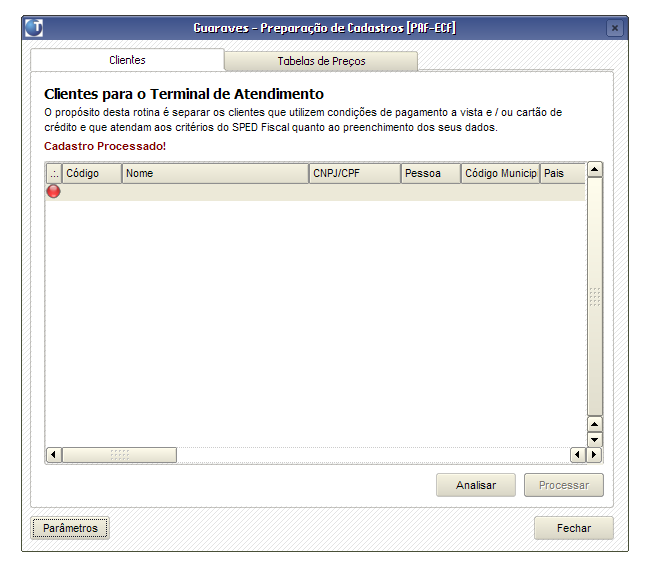 Guaraves - Preparação de Cadastros [PAF-ECF]
Clientes
Tabelas de Preços
Clientes para o Terminal de Atendimento
O propósito desta rotina é separar os clientes que utilizem condições de pagamento a vista e / ou cartão de
crédito e que atendam aos critérios do SPED Fiscal quanto ao preenchimento dos seus dados.
Cadastro Processado!
.:. Código Nome CNPJ/CPF Pessoa Código Municip Pais
Analisar Processar
Parâmetros Fechar